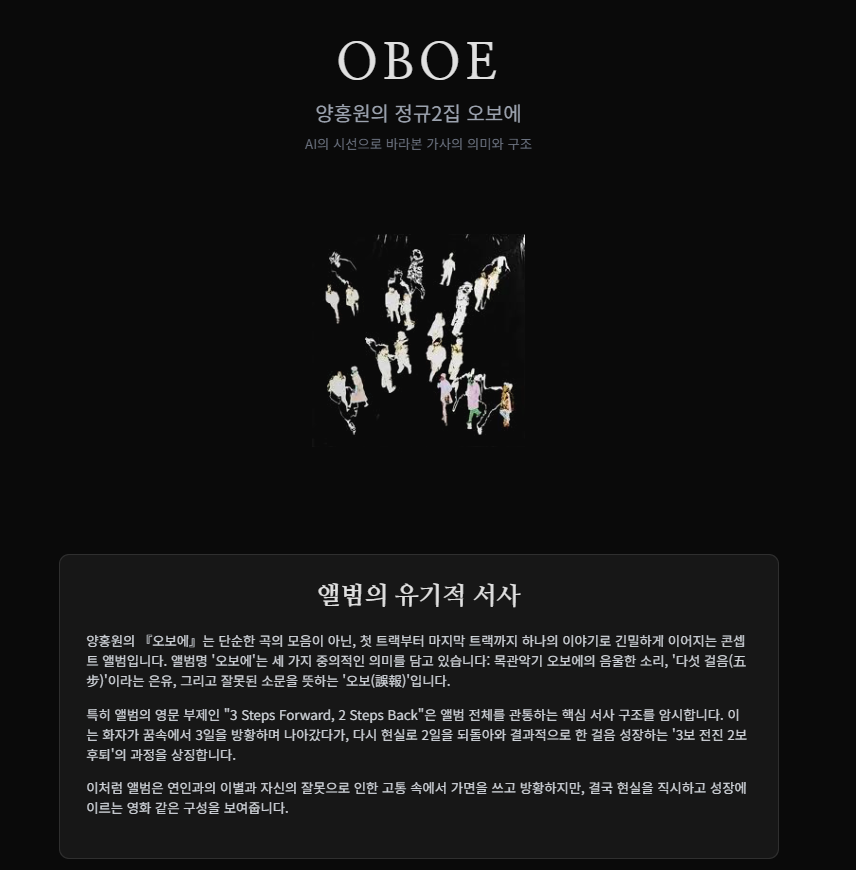 OBOE
양홍원의 정규2집 오보에
AI의 시선으로 바라본 가사의 의미와 구조
앨범의 유기적 서사
양홍원의 『오보에』는 단순한 곡의 모음이 아닌, 첫 트랙부터 마지막 트랙까지 하나의 이야기로 긴밀하게 이어지는 콘셉
트 앨범입니다. 앨범명 '오보에'는 세 가지 중의적인 의미를 담고 있습니다: 목관악기 오보에의 음울한 소리, '다섯 걸음(五
步)'이라는 은유, 그리고 잘못된 소문을 뜻하는 '오보(誤報)'입니다.
특히 앨범의 영문 부제인 "3 Steps Forward, 2 Steps Back"은 앨범 전체를 관통하는 핵심 서사 구조를 암시합니다. 이
는 화자가 꿈속에서 3일을 방황하며 나아갔다가, 다시 현실로 2일을 되돌아와 결과적으로 한 걸음 성장하는 '3보 전진 2보
후퇴'의 과정을 상징합니다.
이처럼 앨범은 연인과의 이별과 자신의 잘못으로 인한 고통 속에서 가면을 쓰고 방황하지만, 결국 현실을 직시하고 성장에
이르는 영화 같은 구성을 보여줍니다.